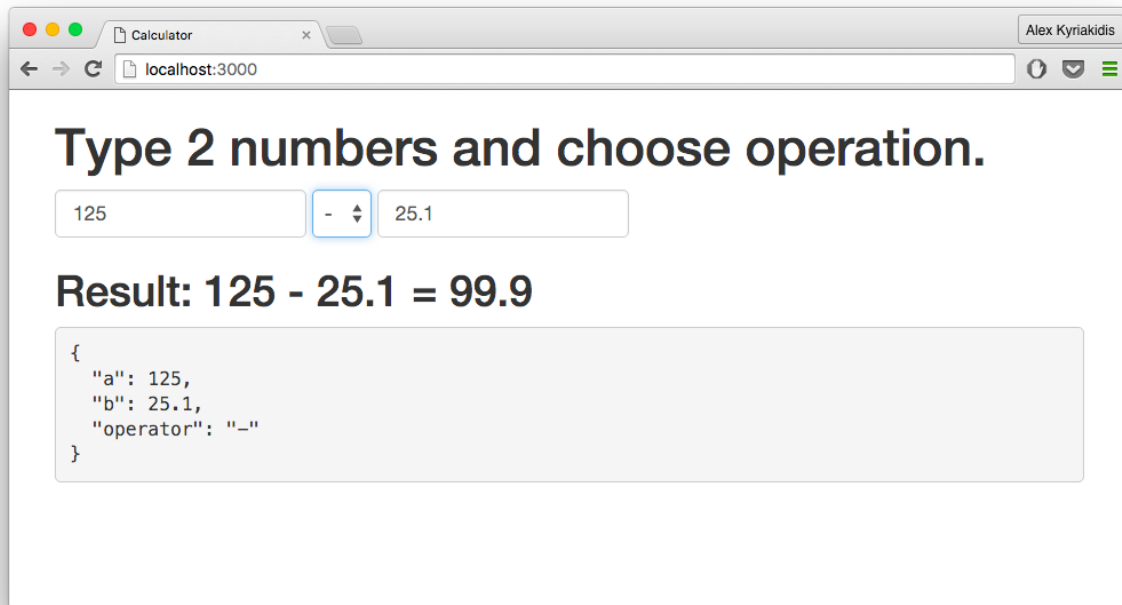 Calculator
Alex Kyriakidis
localhost:3000
Type 2 numbers and choose operation.
125 - 25.1
Result: 125 - 25.1 = 99.9
{
"a": 125,
"b": 25.1,
"operator": "-"
}